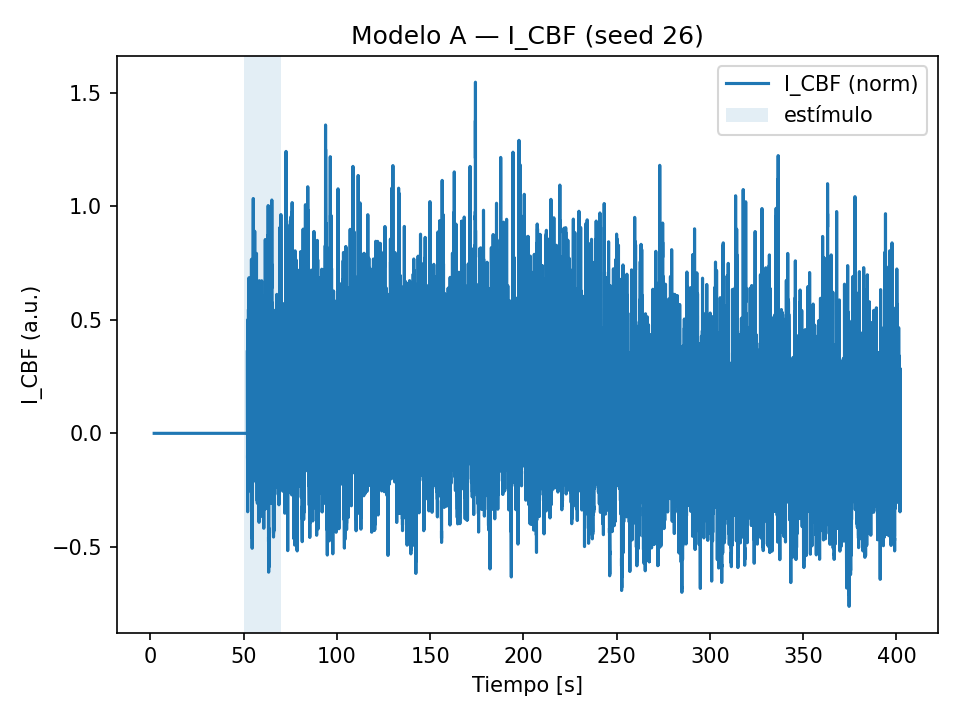 Modelo A — I_CBF (seed 26)
I_CBF (norm)
estímulo
I_CBF (a.u.)
1.5
1.0
0.5
0.0
−0.5
0 50 100 150 200 250 300 350 400
Tiempo [s]